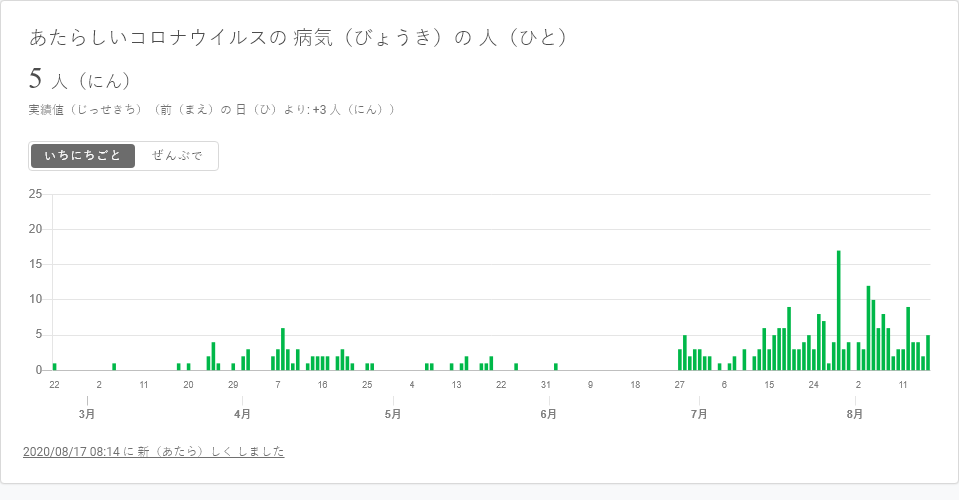 あたらしいコロナウイルスの 病気（びょうき）の 人（ひと）
5 人（にん）
実績値（じっせきち）（前（まえ）の 日（ひ）より: +3 人（にん））
いちにちごと ぜんぶで
25
20
15
10
5
0
22 2 11 20 29 7 16 25 4 13 22 31 9 18 27 6 15 24 2 11
3月 4月 5月 6月 7月 8月
2020/08/17 08:14 に 新（あたら）しく しました